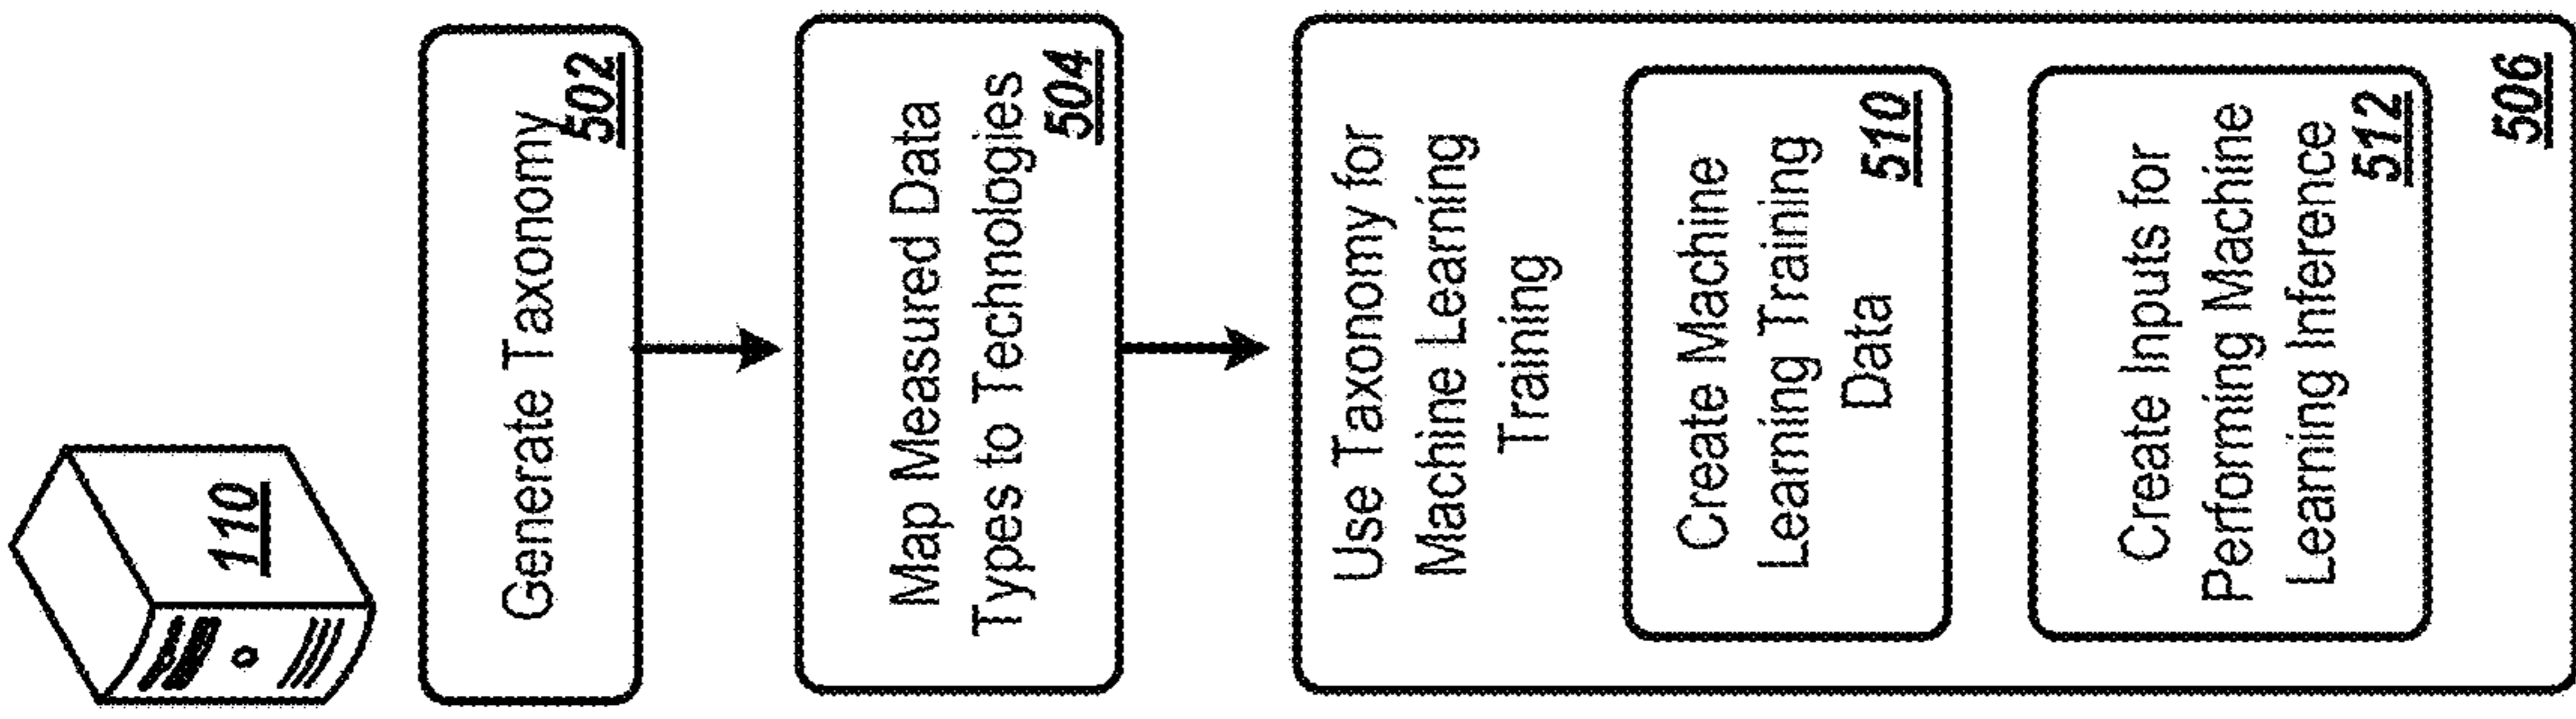 110
Generate Taxonomy
502
Map Measured Data
Types to Technologies
504
Use Taxonomy for
Machine Learning
Training
Create Machine
Learning Training
Data
510
Create Inputs for
Performing Machine
Learning Inference
512
506